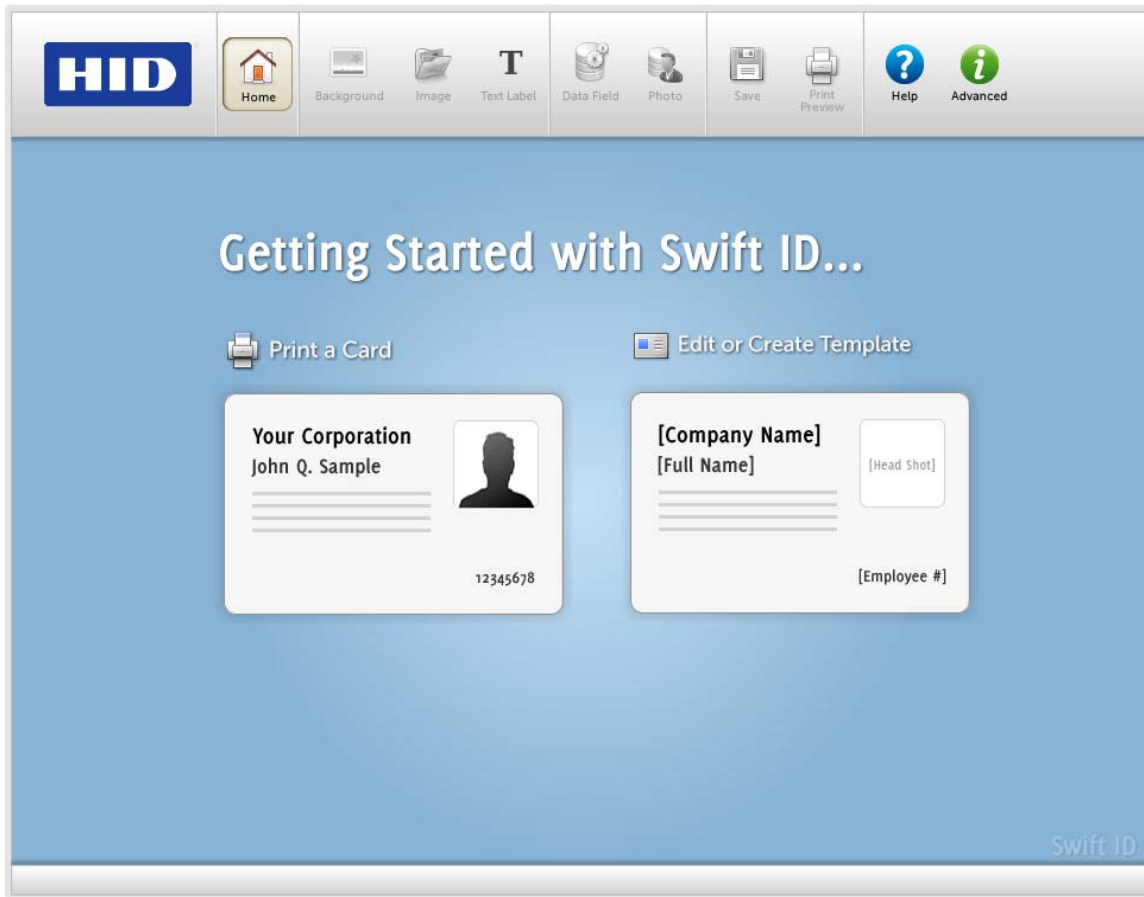 HID
Home
Background
Image
Text Label
Data Field
Photo
Save
Print
Preview
Help
Advanced
Getting Started with Swift ID...
Print a Card
Edit or Create Template
Your Corporation
John Q. Sample
12345678
[Company Name]
[Full Name]
[Head Shot]
[Employee #]
Swift ID